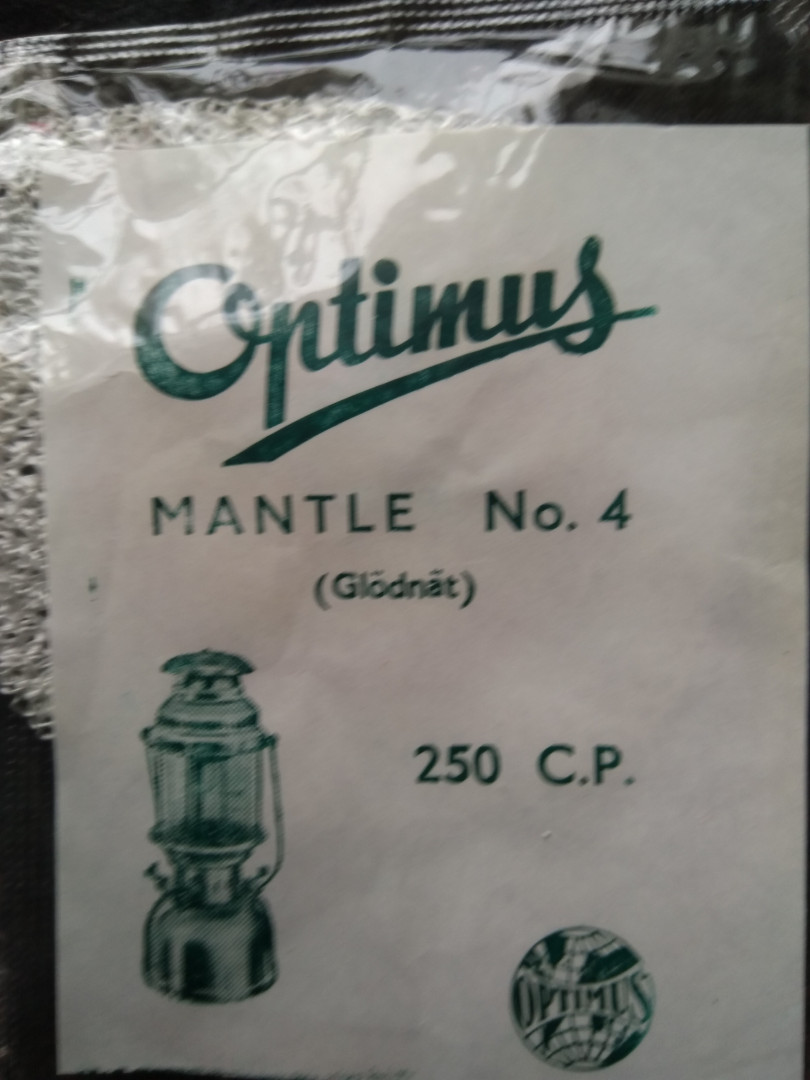 Optimus
MANTLE No. 4
(Glödnät)
250 C.P.
OPTIMUS